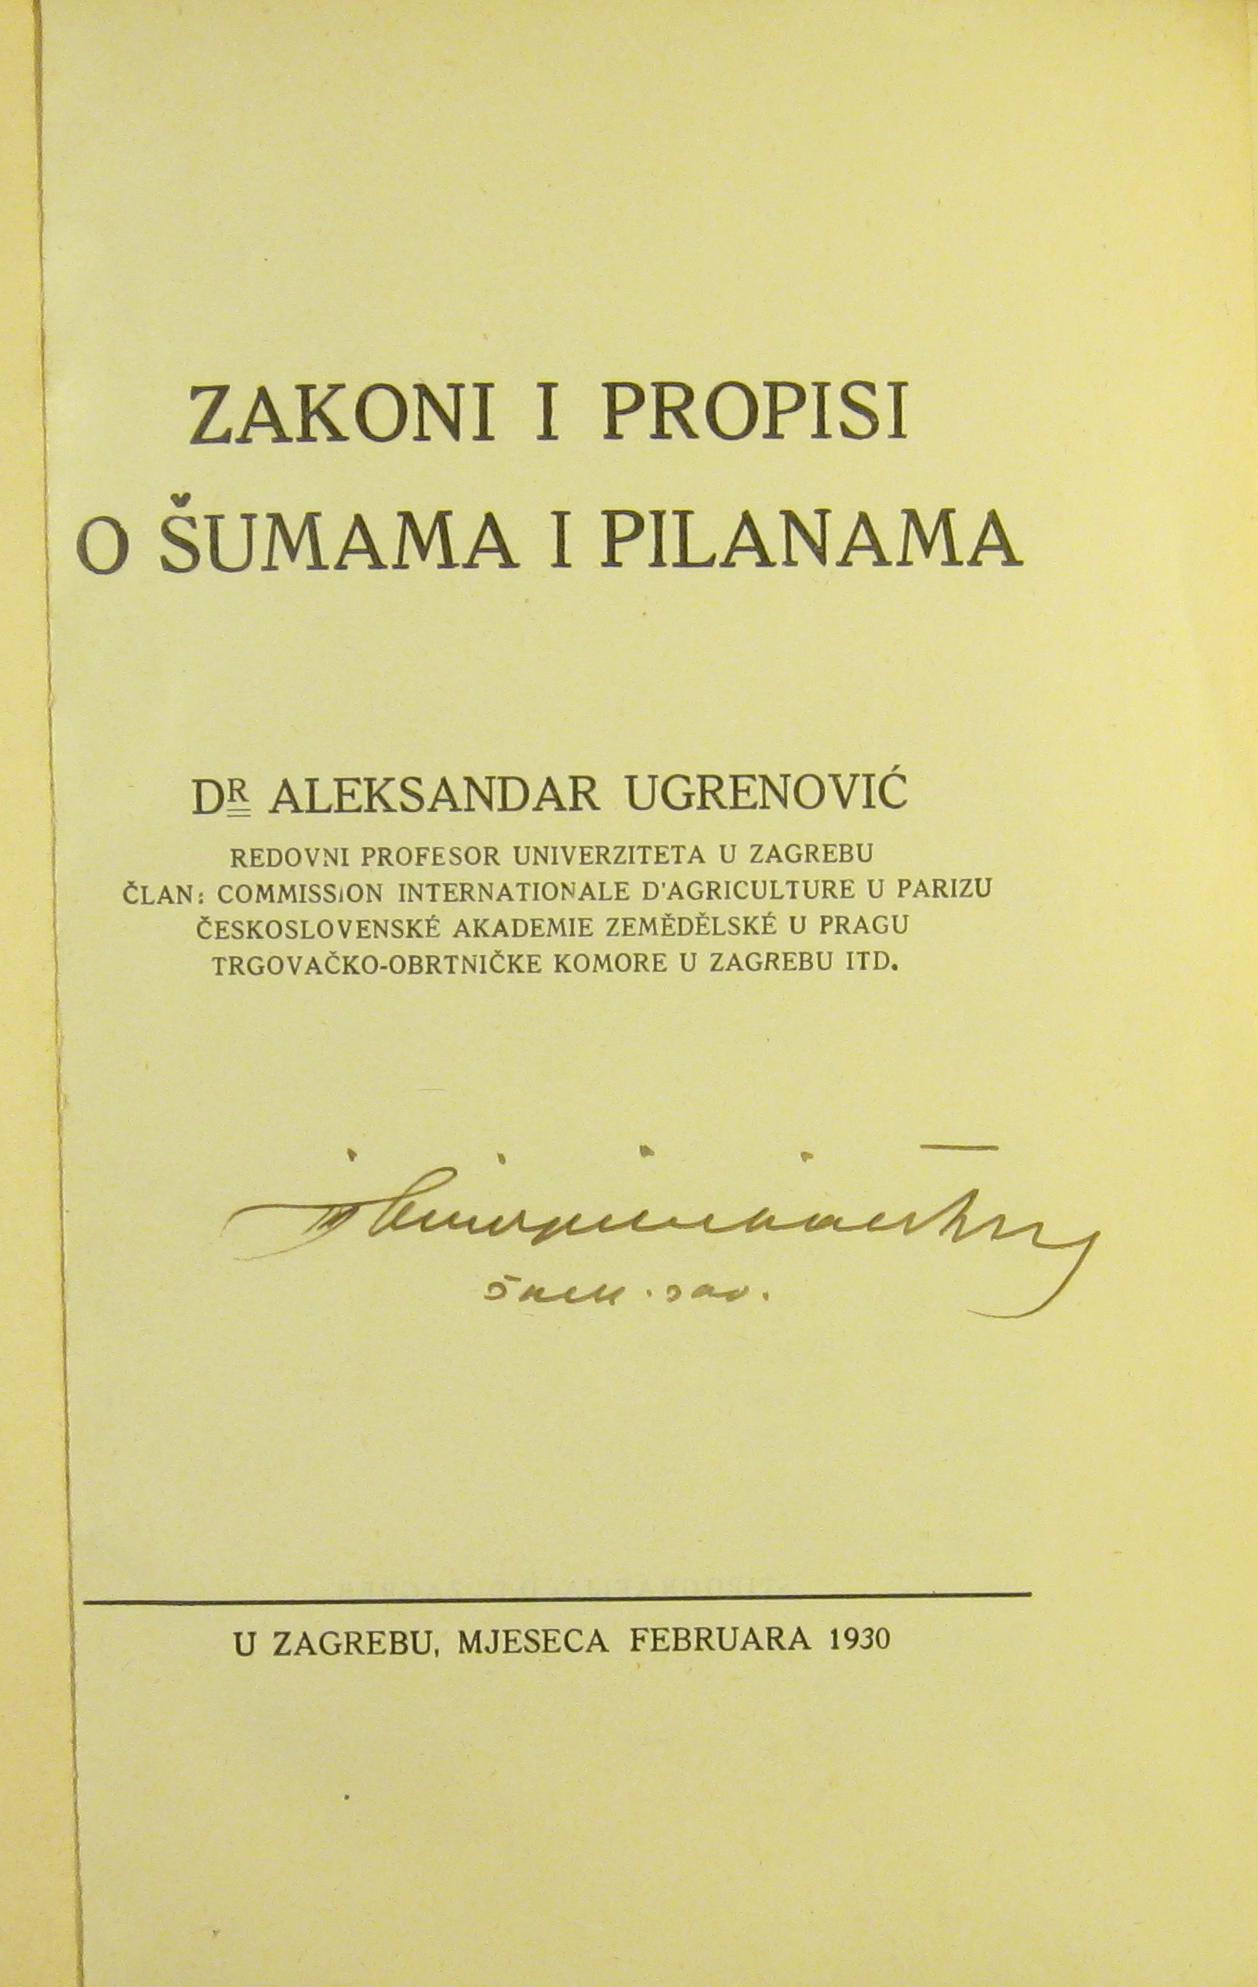 ZAKONI I PROPISI
O ŠUMAMA I PILANAMA
DR ALEKSANDAR UGRENOVIĆ
REDOVNI PROFESOR UNIVERZITETA U ZAGREBU
ČLAN: COMMISSION INTERNATIONALE D'AGRICULTURE U PARIZU
ČESKOSLOVENSKÉ AKADEMIE ZEMĚDĚLSKÉ U PRAGU
TRGOVAČKO-OBRTNIČKE KOMORE U ZAGREBU ITD.
U ZAGREBU, MJESECA FEBRUARA 1930